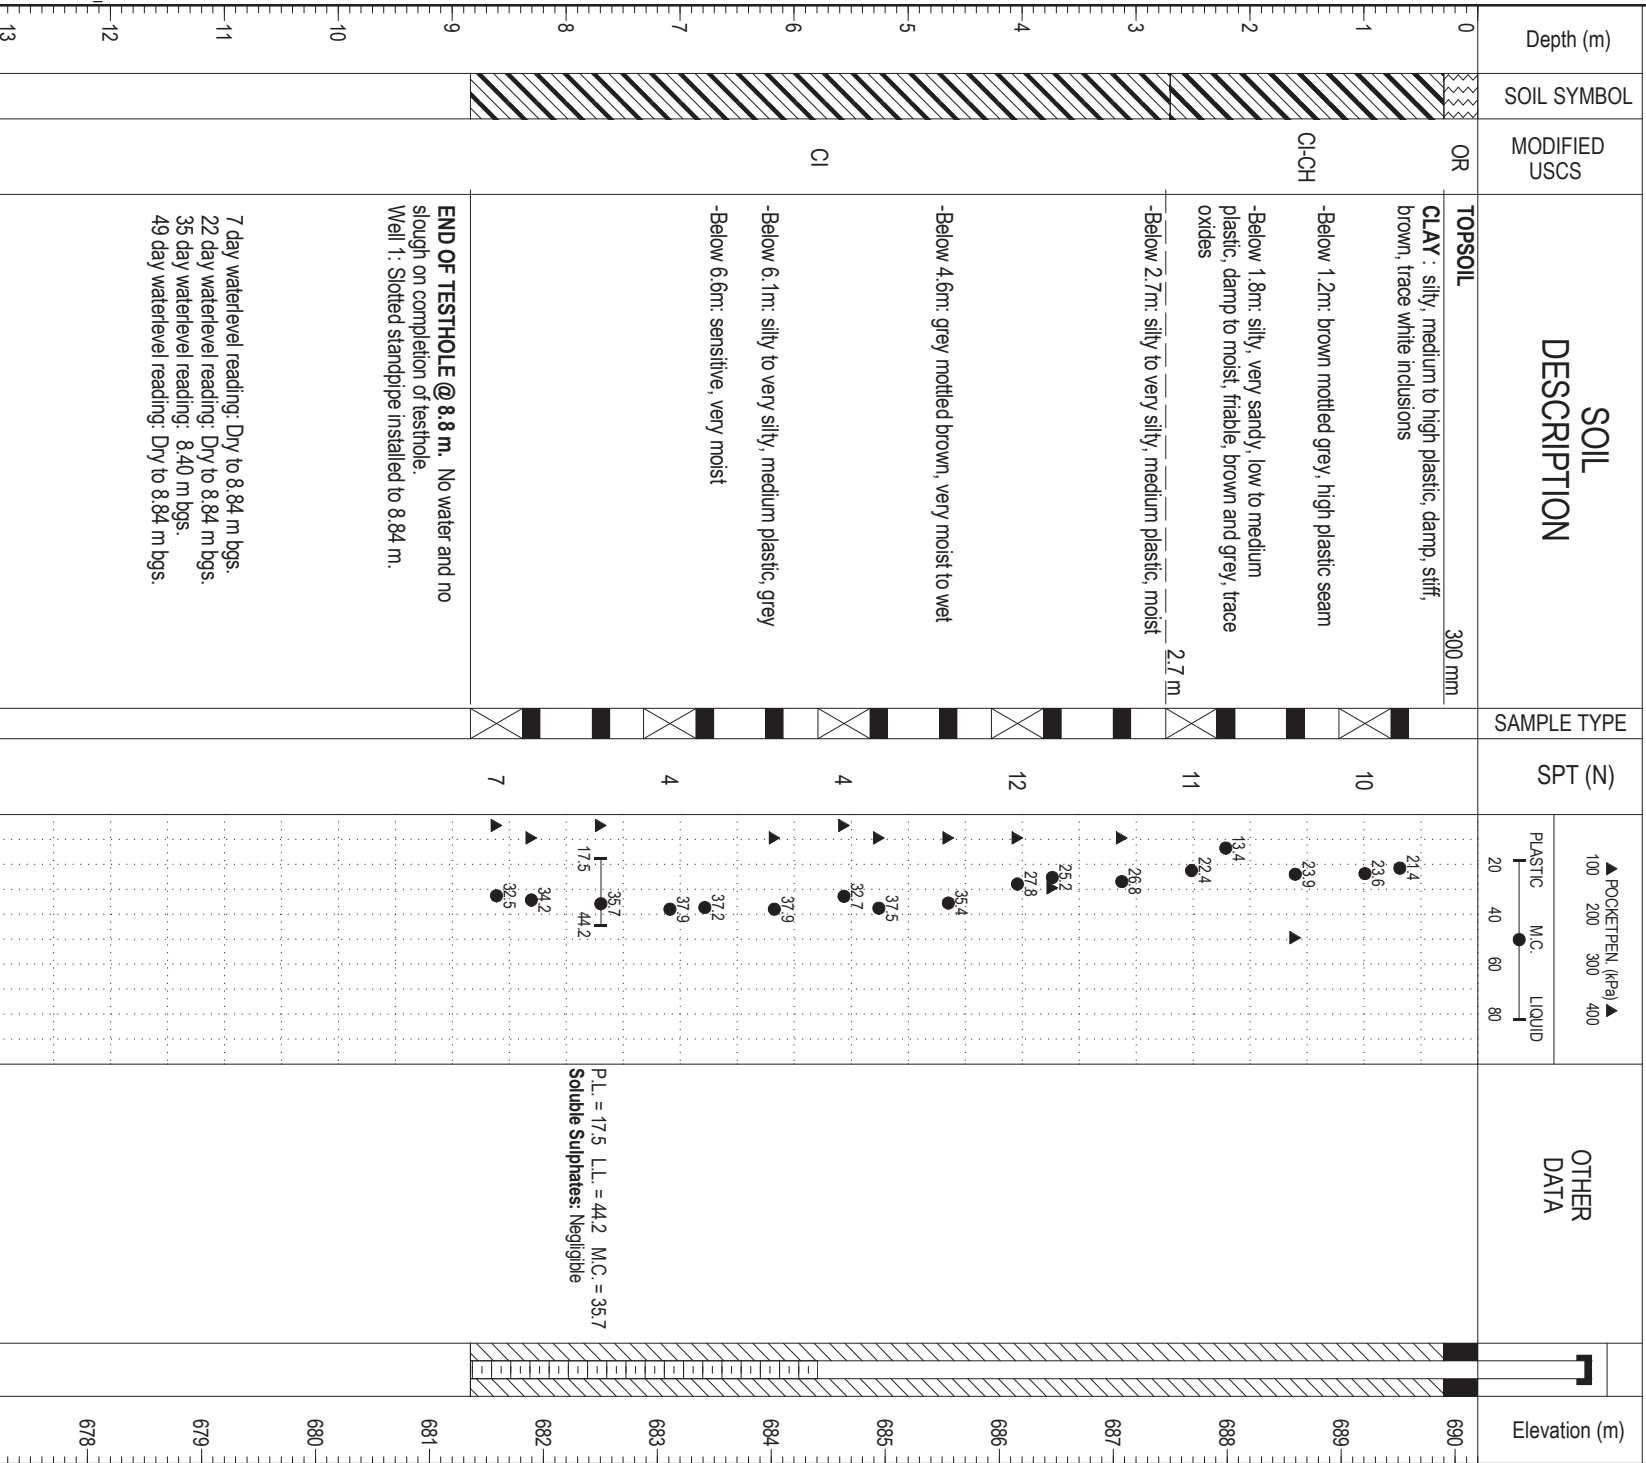 Depth (m)
SOIL SYMBOL
MODIFIED
USCS
SOIL
DESCRIPTION
SAMPLE TYPE
SPT (N)
▲ POCKETPEN. (kPa) ▲
100 200 300 400
PLASTIC M.C. LIQUID
20 40 60 80
OTHER
DATA
Elevation (m)
0
1
2
3
4
5
6
7
8
9
10
11
12
13
OR
CI-CH
CI
TOPSOIL
300 mm
CLAY : silty, medium to high plastic, damp, stiff,
brown, trace white inclusions
-Below 1.2m: brown mottled grey, high plastic seam
-Below 1.8m: silty, very sandy, low to medium
plastic, damp to moist, friable, brown and grey, trace
oxides
2.7 m
-Below 2.7m: silty to very silty, medium plastic, moist
-Below 4.6m: grey mottled brown, very moist to wet
-Below 6.1m: silty to very silty, medium plastic, grey
-Below 6.6m: sensitive, very moist
END OF TESTHOLE @ 8.8 m. No water and no
slough on completion of testhole.
Well 1: Slotted standpipe installed to 8.84 m.
7 day waterlevel reading: Dry to 8.84 m bgs.
22 day waterlevel reading: Dry to 8.84 m bgs.
35 day waterlevel reading: 8.40 m bgs.
49 day waterlevel reading: Dry to 8.84 m bgs.
10
11
12
4
4
7
21.4
23.6
23.9
13.4
22.4
26.8
25.2
27.8
35.4
37.5
32.7
37.9
37.2
37.9
17.5 35.7 44.2
34.2
32.5
P.L. = 17.5 L.L. = 44.2 M.C. = 35.7
Soluble Sulphates: Negligible
690
689
688
687
686
685
684
683
682
681
680
679
678